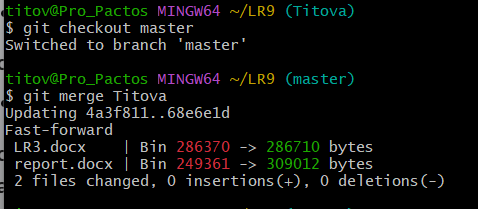 titov@Pro_Pactos MINGW64 ~/LR9 (Titova)
$ git checkout master
Switched to branch 'master'
titov@Pro_Pactos MINGW64 ~/LR9 (master)
$ git merge Titova
Updating 4a3f811..68e6e1d
Fast-forward
 LR3.docx    | Bin 286370 -> 286710 bytes
 report.docx | Bin 249361 -> 309012 bytes
 2 files changed, 0 insertions(+), 0 deletions(-)